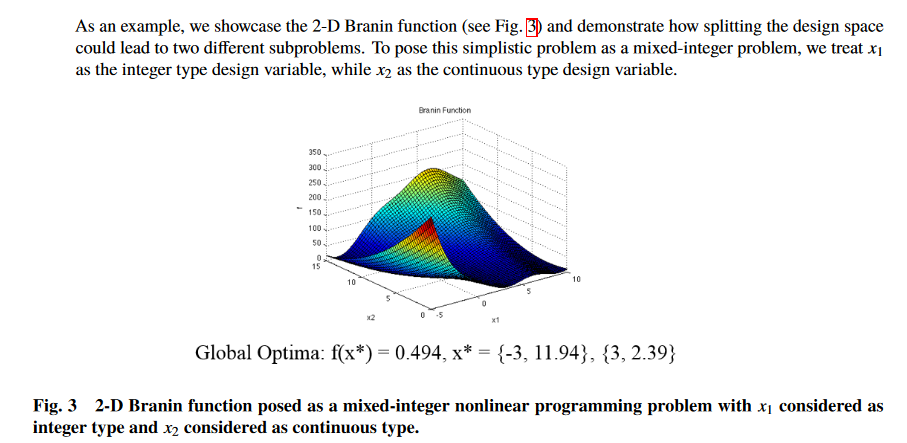 As an example, we showcase the 2-D Branin function (see Fig. 3) and demonstrate how splitting the design space
could lead to two different subproblems. To pose this simplistic problem as a mixed-integer problem, we treat x₁
as the integer type design variable, while x₂ as the continuous type design variable.
Branin Function
350
300
250
200
150
100
50
0
f
15
10
5
0
x2
-5
0
5
10
x1
Global Optima: f(x*) = 0.494, x* = {-3, 11.94}, {3, 2.39}
Fig. 3 2-D Branin function posed as a mixed-integer nonlinear programming problem with x₁ considered as
integer type and x₂ considered as continuous type.